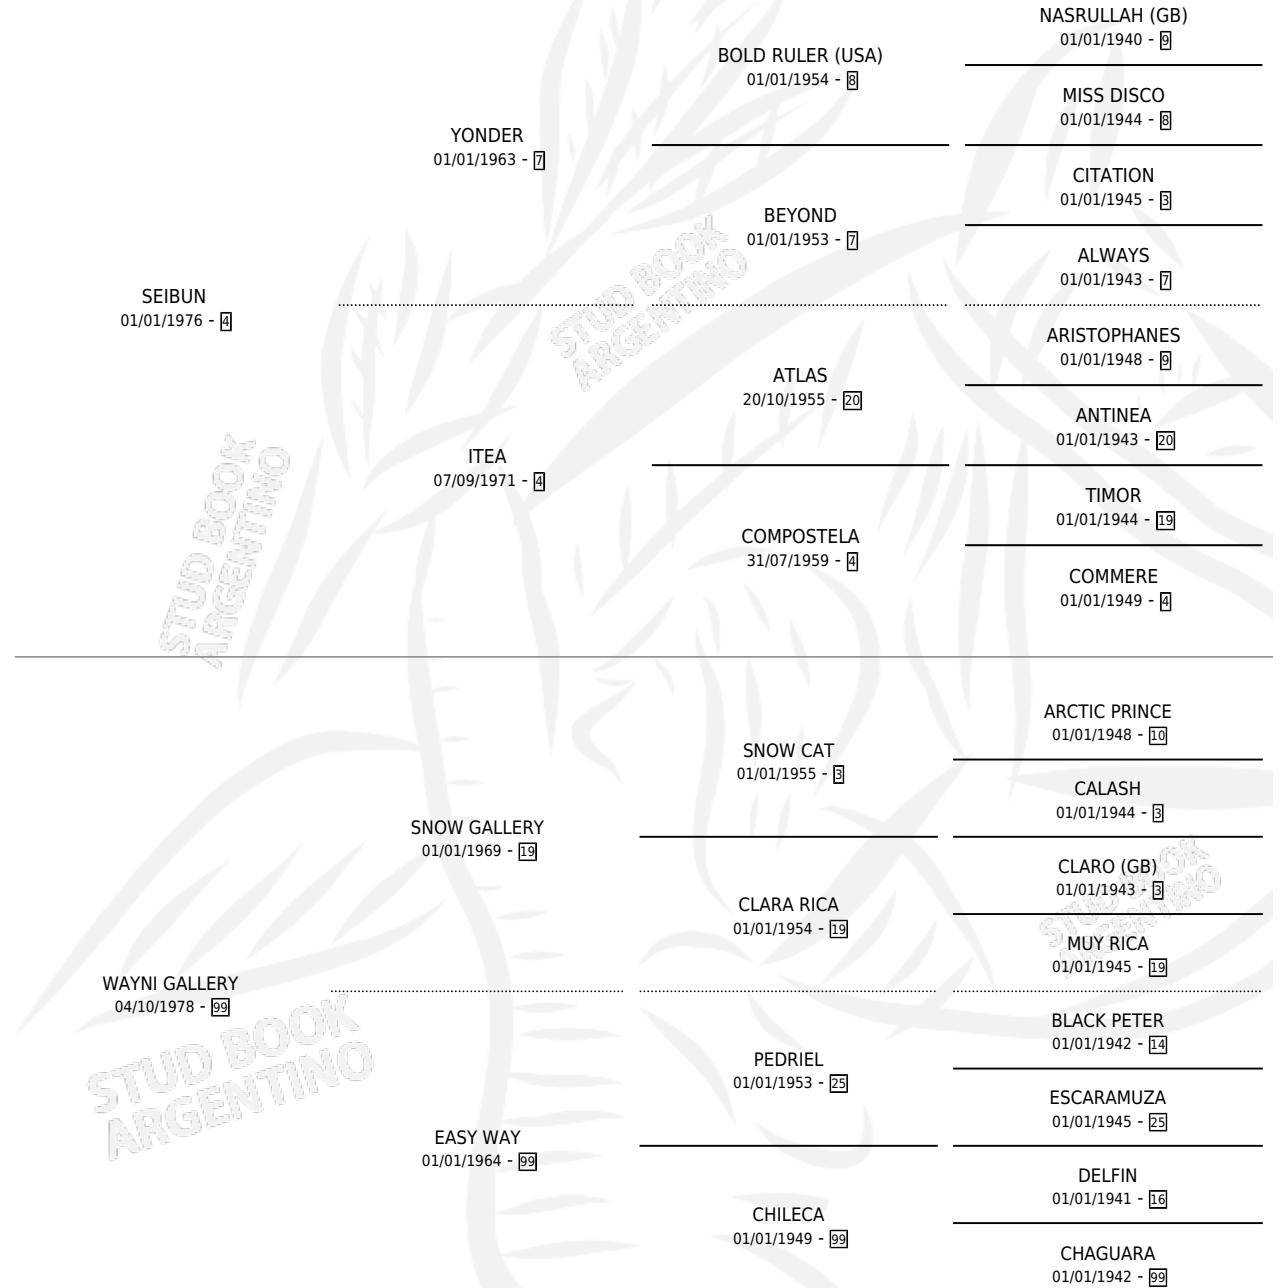 NASRULLAH (GB)
01/01/1940 - 9
BOLD RULER (USA)
01/01/1954 - 8
MISS DISCO
01/01/1944 - 8
YONDER
01/01/1963 - 7
CITATION
01/01/1945 - 3
BEYOND
01/01/1953 - 7
ALWAYS
01/01/1943 - 7
SEIBUN
01/01/1976 - 4
ARISTOPHANES
01/01/1948 - 9
ATLAS
20/10/1955 - 20
ANTINEA
01/01/1943 - 20
ITEA
07/09/1971 - 4
TIMOR
01/01/1944 - 19
COMPOSTELA
31/07/1959 - 4
COMMERE
01/01/1949 - 4
STUD BOOK
ARGENTINO
STUD BOOK
ARGENTINO
ARCTIC PRINCE
01/01/1948 - 10
SNOW CAT
01/01/1955 - 3
CALASH
01/01/1944 - 3
SNOW GALLERY
01/01/1969 - 19
CLARO (GB)
01/01/1943 - 3
CLARA RICA
01/01/1954 - 19
MUY RICA
01/01/1945 - 19
WAYNI GALLERY
04/10/1978 - 99
BLACK PETER
01/01/1942 - 14
PEDRIEL
01/01/1953 - 25
ESCARAMUZA
01/01/1945 - 25
EASY WAY
01/01/1964 - 99
DELFIN
01/01/1941 - 16
CHILECA
01/01/1949 - 99
CHAGUARA
01/01/1942 - 99
STUD BOOK
ARGENTINO
STUD BOOK
ARGENTINO